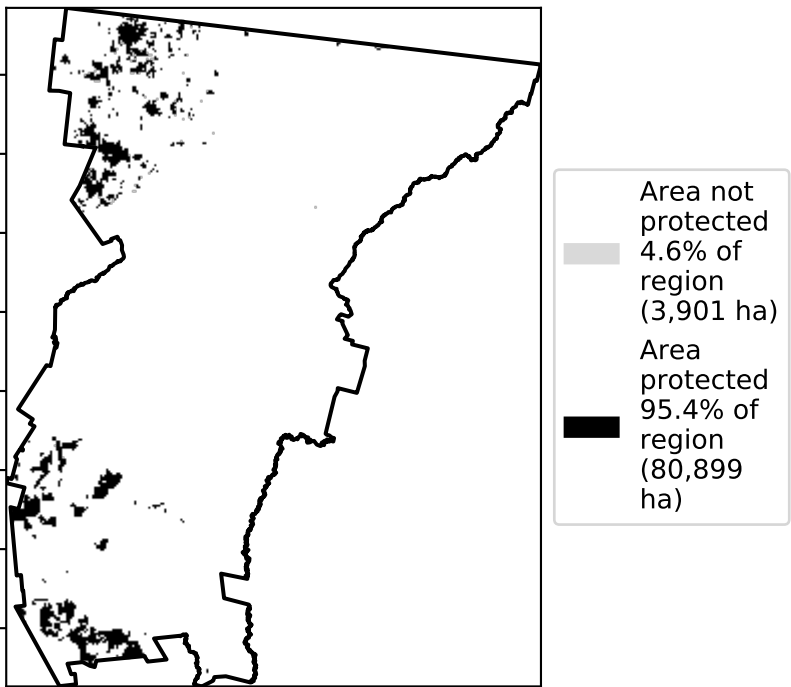 Area not
protected
4.6% of
region
(3,901 ha)
Area
protected
95.4% of
region
(80,899
ha)